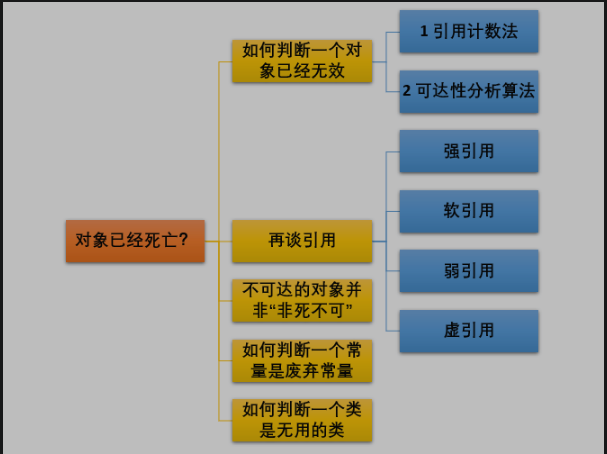 对象已经死亡?
如何判断一个对
象已经无效
1 引用计数法
2 可达性分析算法
再谈引用
强引用
软引用
弱引用
虚引用
不可达的对象并
非“非死不可”
如何判断一个常
量是废弃常量
如何判断一个类
是无用的类